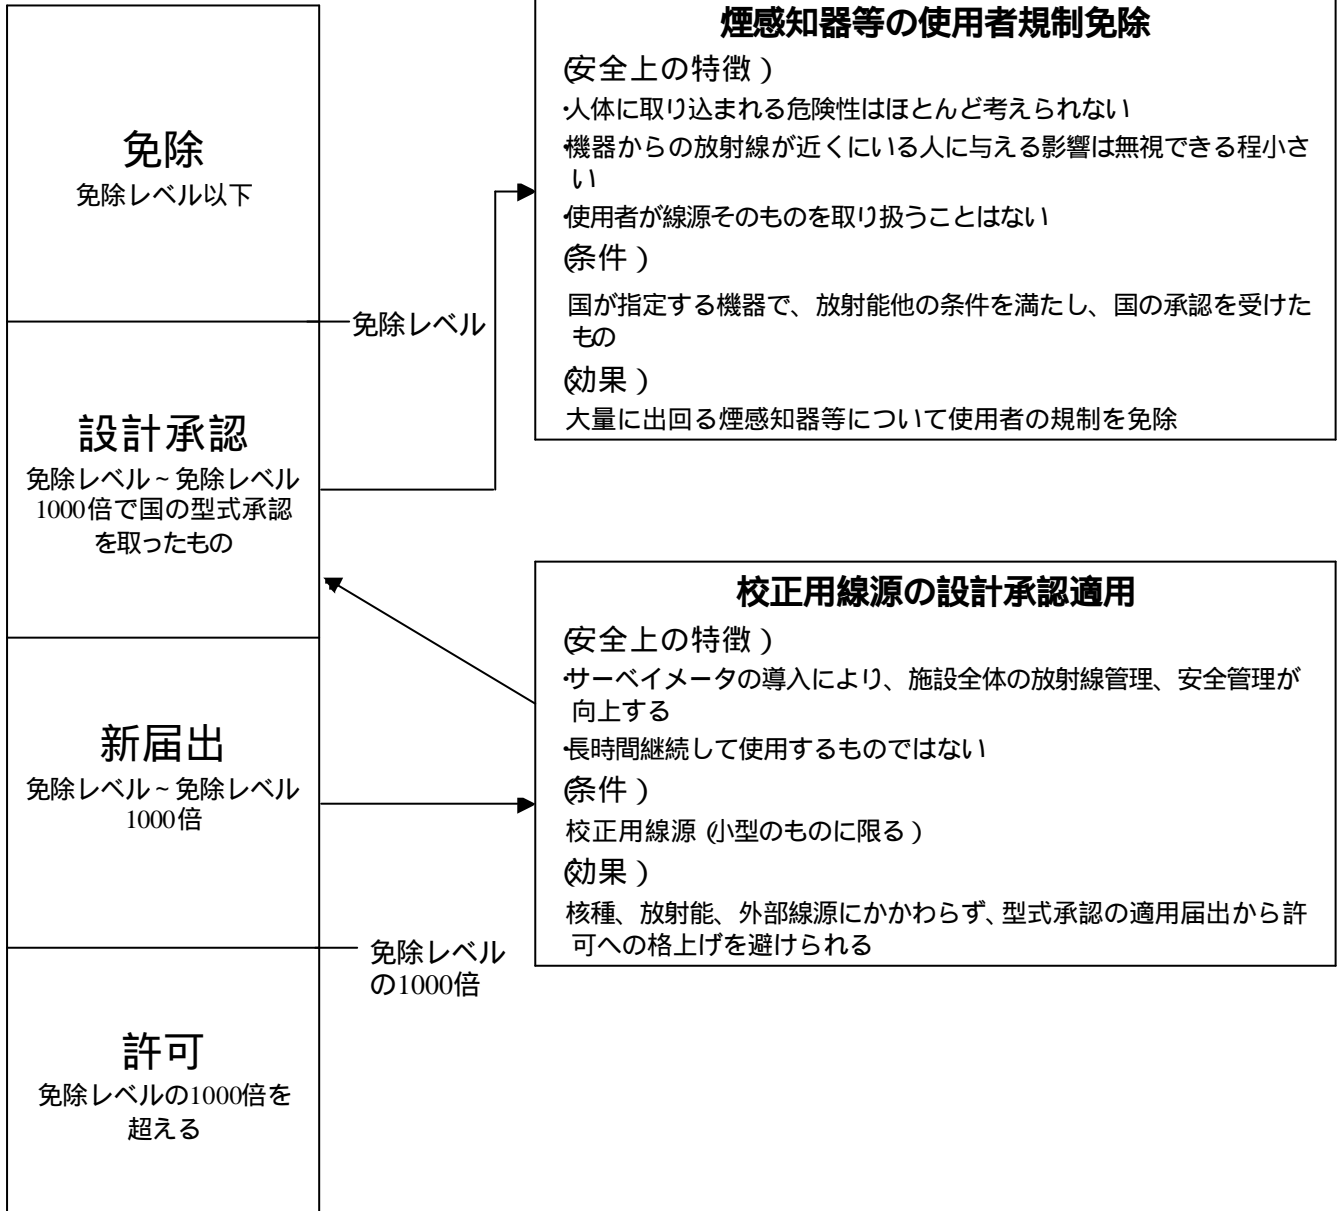 免除
免除レベル以下
免除レベル
設計承認
免除レベル~免除レベル
1000倍で国の型式承認
を取ったもの
新届出
免除レベル~免除レベル
1000倍
免除レベル
の1000倍
許可
免除レベルの1000倍を
超える
煙感知器等の使用者規制免除
(安全上の特徴)
・人体に取り込まれる危険性はほとんど考えられない
・機器からの放射線が近くにいる人に与える影響は無視できる程小さ
い
・使用者が線源そのものを取り扱うことはない
(条件)
国が指定する機器で、放射能他の条件を満たし、国の承認を受けた
もの
(効果)
大量に出回る煙感知器等について使用者の規制を免除
校正用線源の設計承認適用
(安全上の特徴)
・サーベイメータの導入により、施設全体の放射線管理、安全管理が
向上する
・長時間継続して使用するものではない
(条件)
校正用線源(小型のものに限る)
(効果)
核種、放射能、外部線源にかかわらず、型式承認の適用届出から許
可への格上げを避けられる